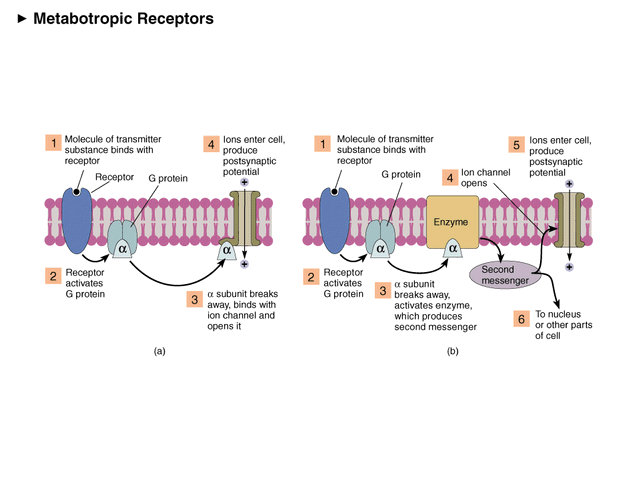 ► Metabotropic Receptors
1 Molecule of transmitter
substance binds with
receptor
Receptor
G protein
4 Ions enter cell,
produce
postsynaptic
potential
+
α
α
+
2 Receptor
activates
G protein
3 α subunit breaks
away, binds with
ion channel and
opens it
(a)
1 Molecule of transmitter
substance binds with
receptor
G protein
4 Ion channel
opens
5 Ions enter cell,
produce
postsynaptic
potential
+
Enzyme
α
α
+
2 Receptor
activates
G protein
3 α subunit
breaks away,
activates enzyme,
which produces
second messenger
Second
messenger
6 To nucleus
or other parts
of cell
(b)